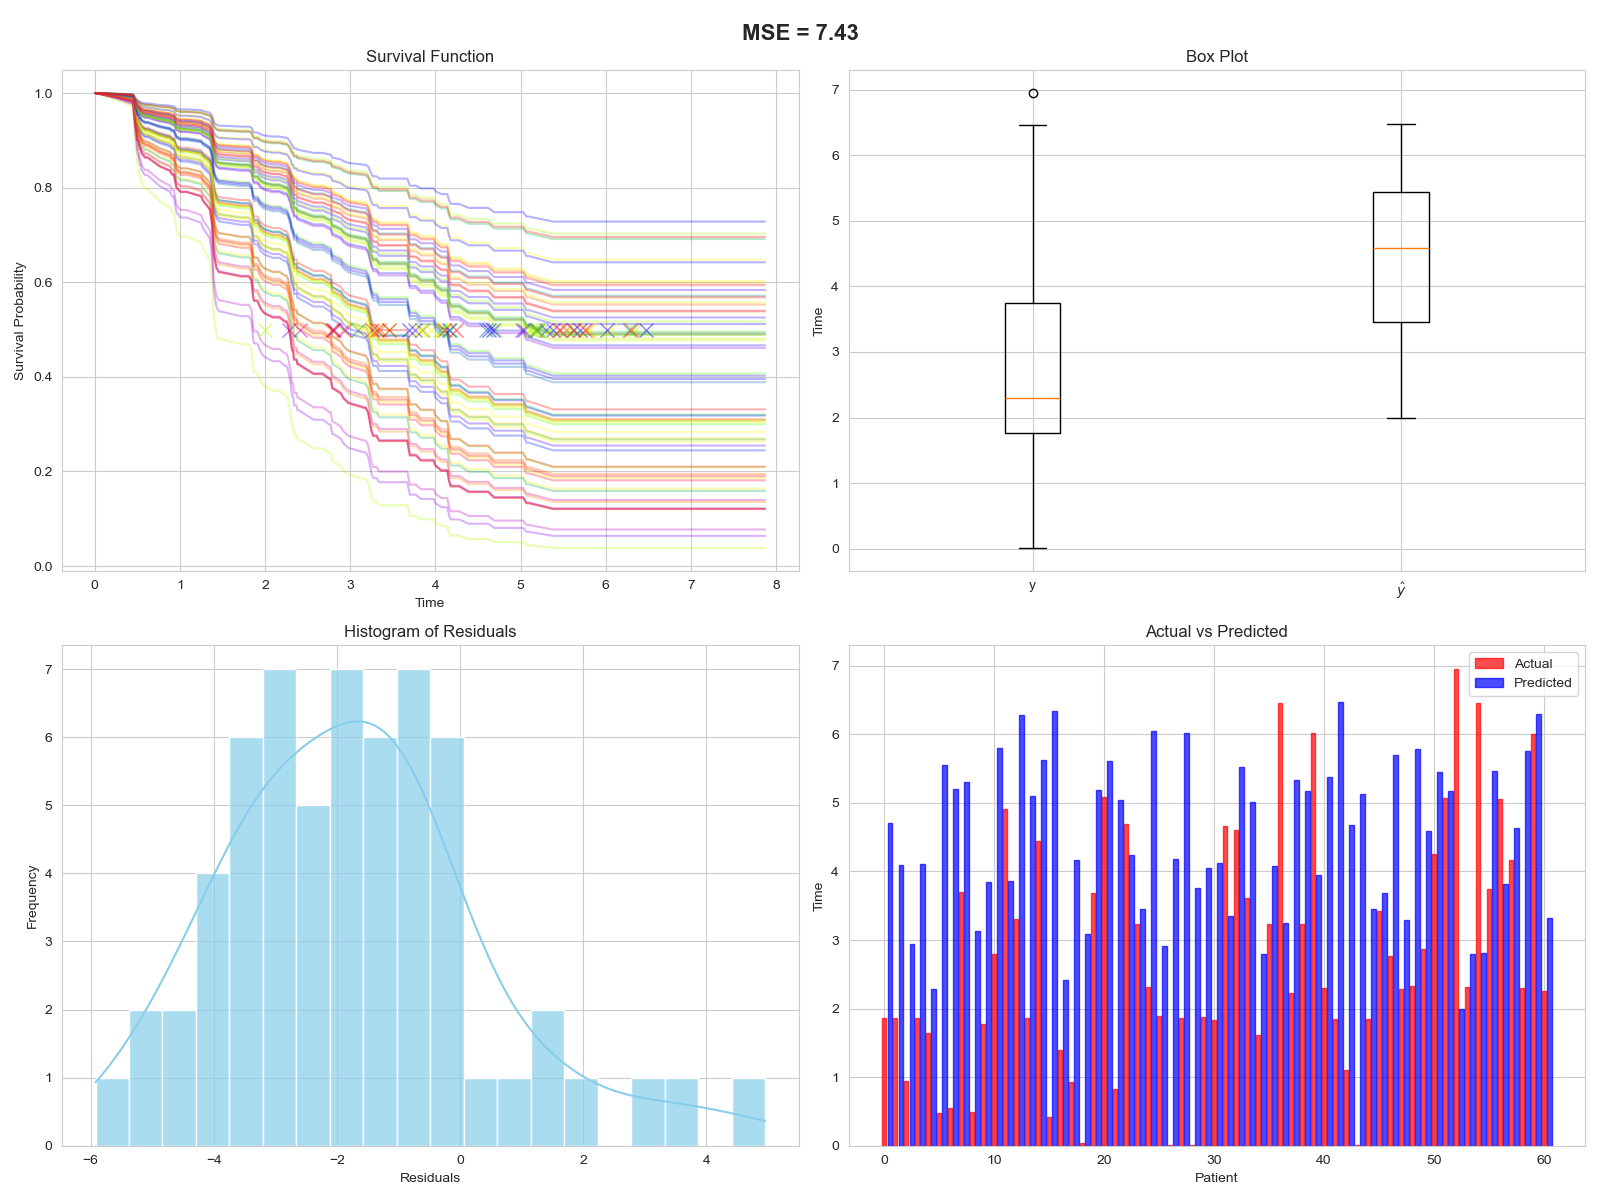 MSE = 7.43
Survival Function
1.0
0.8
0.6
0.4
0.2
0.0
Survival Probability
0 1 2 3 4 5 6 7 8
Time
Box Plot
7
6
5
4
3
2
1
0
Time
y ŷ
Histogram of Residuals
7
6
5
4
3
2
1
0
Frequency
−6 −4 −2 0 2 4
Residuals
Actual vs Predicted
Actual
Predicted
7
6
5
4
3
2
1
0
Time
0 10 20 30 40 50 60
Patient